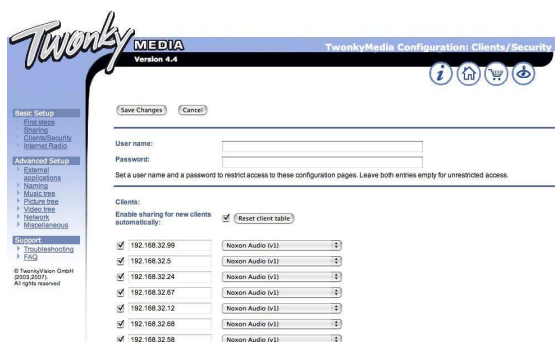 Twonky
MEDIA
Version 4.4
TwonkyMedia Configuration: Clients/Security
Basic Setup
First steps
Sharing
Clients/Security
Internet Radio
Advanced Setup
External
applications
Naming
Music tree
Picture tree
Video tree
Network
Miscellaneous
Support
Troubleshooting
FAQ
© TwonkyVision GmbH
(2003,2007).
All rights reserved
Save Changes Cancel
User name:
Password:
Set a user name and a password to restrict access to these configuration pages. Leave both entries empty for unrestricted access.
Clients:
Enable sharing for new clients
automatically:
Reset client table
192.168.32.99 Noxon Audio (v1)
192.168.32.5 Noxon Audio (v1)
192.168.32.24 Noxon Audio (v1)
192.168.32.67 Noxon Audio (v1)
192.168.32.12 Noxon Audio (v1)
192.168.32.68 Noxon Audio (v1)
192.168.32.58 Noxon Audio (v1)